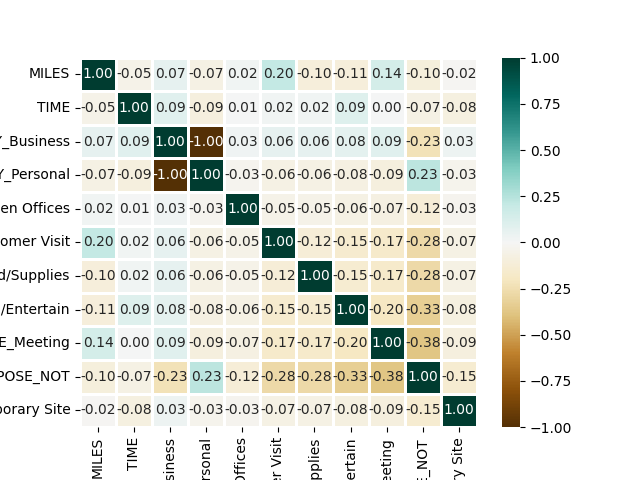 MILES 1.00 -0.05 0.07 -0.07 0.02 0.20 -0.10 -0.11 0.14 -0.10 -0.02
TIME -0.05 1.00 0.09 -0.09 0.01 0.02 0.02 0.09 0.00 -0.07 -0.08
Y_Business 0.07 0.09 1.00 -1.00 0.03 0.06 0.06 0.08 0.09 -0.23 0.03
Y_Personal -0.07 -0.09 -1.00 1.00 -0.03 -0.06 -0.06 -0.08 -0.09 0.23 -0.03
en Offices 0.02 0.01 0.03 -0.03 1.00 -0.05 -0.05 -0.06 -0.07 -0.12 -0.03
omer Visit 0.20 0.02 0.06 -0.06 -0.05 1.00 -0.12 -0.15 -0.17 -0.28 -0.07
d/Supplies -0.10 0.02 0.06 -0.06 -0.05 -0.12 1.00 -0.15 -0.17 -0.28 -0.07
/Entertain -0.11 0.09 0.08 -0.08 -0.06 -0.15 -0.15 1.00 -0.20 -0.33 -0.08
E_Meeting 0.14 0.00 0.09 -0.09 -0.07 -0.17 -0.17 -0.20 1.00 -0.38 -0.09
POSE_NOT -0.10 -0.07 -0.23 0.23 -0.12 -0.28 -0.28 -0.33 -0.38 1.00 -0.15
orary Site -0.02 -0.08 0.03 -0.03 -0.03 -0.07 -0.07 -0.08 -0.09 -0.15 1.00
MILES
TIME
siness
rsonal
Offices
r Visit
pplies
ertain
eeting
E_NOT
ry Site
1.00
0.75
0.50
0.25
0.00
−0.25
−0.50
−0.75
−1.00